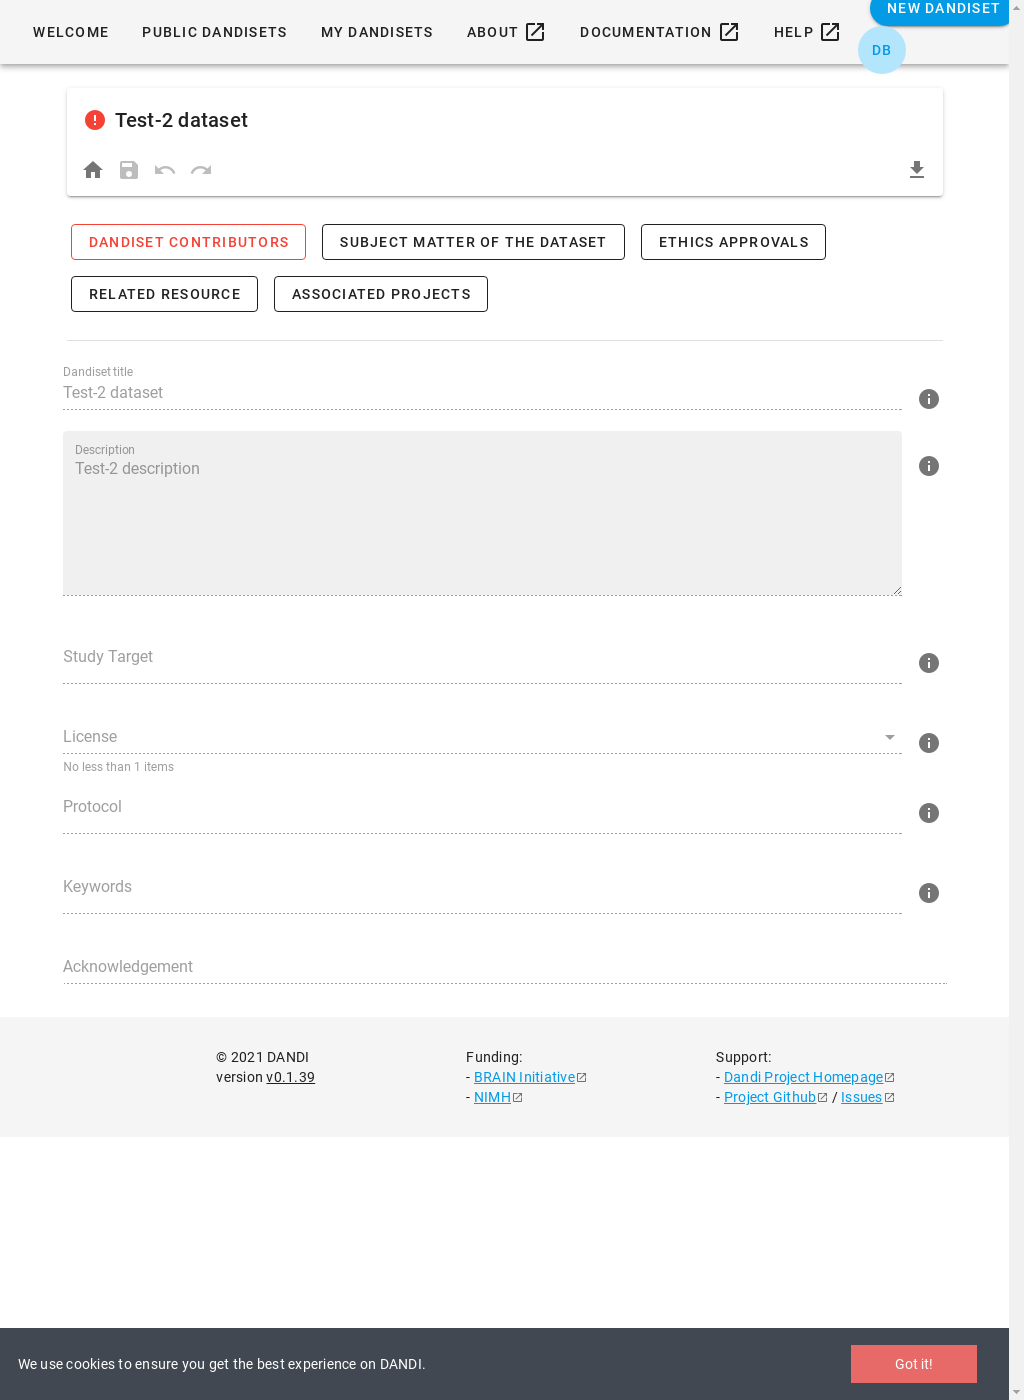 WELCOME PUBLIC DANDISETS MY DANDISETS ABOUT DOCUMENTATION HELP NEW DANDISET
DB
Test-2 dataset
DANDISET CONTRIBUTORS SUBJECT MATTER OF THE DATASET ETHICS APPROVALS
RELATED RESOURCE ASSOCIATED PROJECTS
Dandiset title
Test-2 dataset
Description
Test-2 description
Study Target
License
No less than 1 items
Protocol
Keywords
Acknowledgement
© 2021 DANDI
version v0.1.39
Funding:
- BRAIN Initiative
- NIMH
Support:
- Dandi Project Homepage
- Project Github / Issues
We use cookies to ensure you get the best experience on DANDI.
Got it!